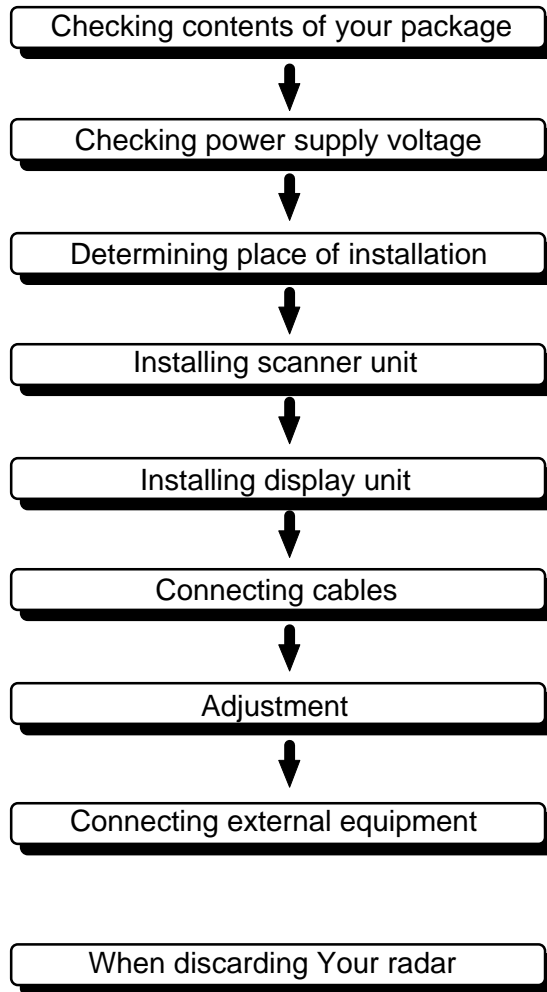 Checking contents of your package
Checking power supply voltage
Determining place of installation
Installing scanner unit
Installing display unit
Connecting cables
Adjustment
Connecting external equipment
When discarding Your radar